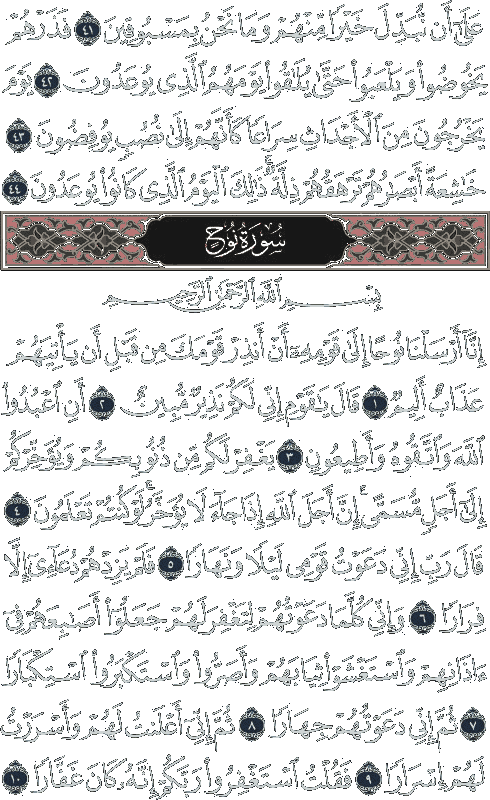 عَلَىٰٓ أَن نُّبَدِّلَ خَيْرًا مِّنْهُمْ وَمَا نَحْنُ بِمَسْبُوقِينَ ٤١ فَذَرْهُمْ
يَخُوضُوا۟ وَيَلْعَبُوا۟ حَتَّىٰ يُلَـٰقُوا۟ يَوْمَهُمُ ٱلَّذِى يُوعَدُونَ ٤٢ يَوْمَ
يَخْرُجُونَ مِنَ ٱلْأَجْدَاثِ سِرَاعًا كَأَنَّهُمْ إِلَىٰ نُصُبٍ يُوفِضُونَ ٤٣
خَـٰشِعَةً أَبْصَـٰرُهُمْ تَرْهَقُهُمْ ذِلَّةٌ ۚ ذَٰلِكَ ٱلْيَوْمُ ٱلَّذِى كَانُوا۟ يُوعَدُونَ ٤٤
سُورَةُ نُوحٍ
بِسْمِ ٱللَّهِ ٱلرَّحْمَـٰنِ ٱلرَّحِيمِ
إِنَّآ أَرْسَلْنَا نُوحًا إِلَىٰ قَوْمِهِۦٓ أَنْ أَنذِرْ قَوْمَكَ مِن قَبْلِ أَن يَأْتِيَهُمْ
عَذَابٌ أَلِيمٌ ١ قَالَ يَـٰقَوْمِ إِنِّى لَكُمْ نَذِيرٌ مُّبِينٌ ٢ أَنِ ٱعْبُدُوا۟
ٱللَّهَ وَٱتَّقُوهُ وَأَطِيعُونِ ٣ يَغْفِرْ لَكُم مِّن ذُنُوبِكُمْ وَيُؤَخِّرْكُمْ
إِلَىٰٓ أَجَلٍ مُّسَمًّى ۚ إِنَّ أَجَلَ ٱللَّهِ إِذَا جَآءَ لَا يُؤَخَّرُ ۖ لَوْ كُنتُمْ تَعْلَمُونَ ٤
قَالَ رَبِّ إِنِّى دَعَوْتُ قَوْمِى لَيْلًا وَنَهَارًا ٥ فَلَمْ يَزِدْهُمْ دُعَآءِىٓ إِلَّا
فِرَارًا ٦ وَإِنِّى كُلَّمَا دَعَوْتُهُمْ لِتَغْفِرَ لَهُمْ جَعَلُوٓا۟ أَصَـٰبِعَهُمْ فِىٓ
ءَاذَانِهِمْ وَٱسْتَغْشَوْا۟ ثِيَابَهُمْ وَأَصَرُّوا۟ وَٱسْتَكْبَرُوا۟ ٱسْتِكْبَارًا
٧ ثُمَّ إِنِّى دَعَوْتُهُمْ جِهَارًا ٨ ثُمَّ إِنِّىٓ أَعْلَنتُ لَهُمْ وَأَسْرَرْتُ
لَهُمْ إِسْرَارًا ٩ فَقُلْتُ ٱسْتَغْفِرُوا۟ رَبَّكُمْ إِنَّهُۥ كَانَ غَفَّارًا ١٠